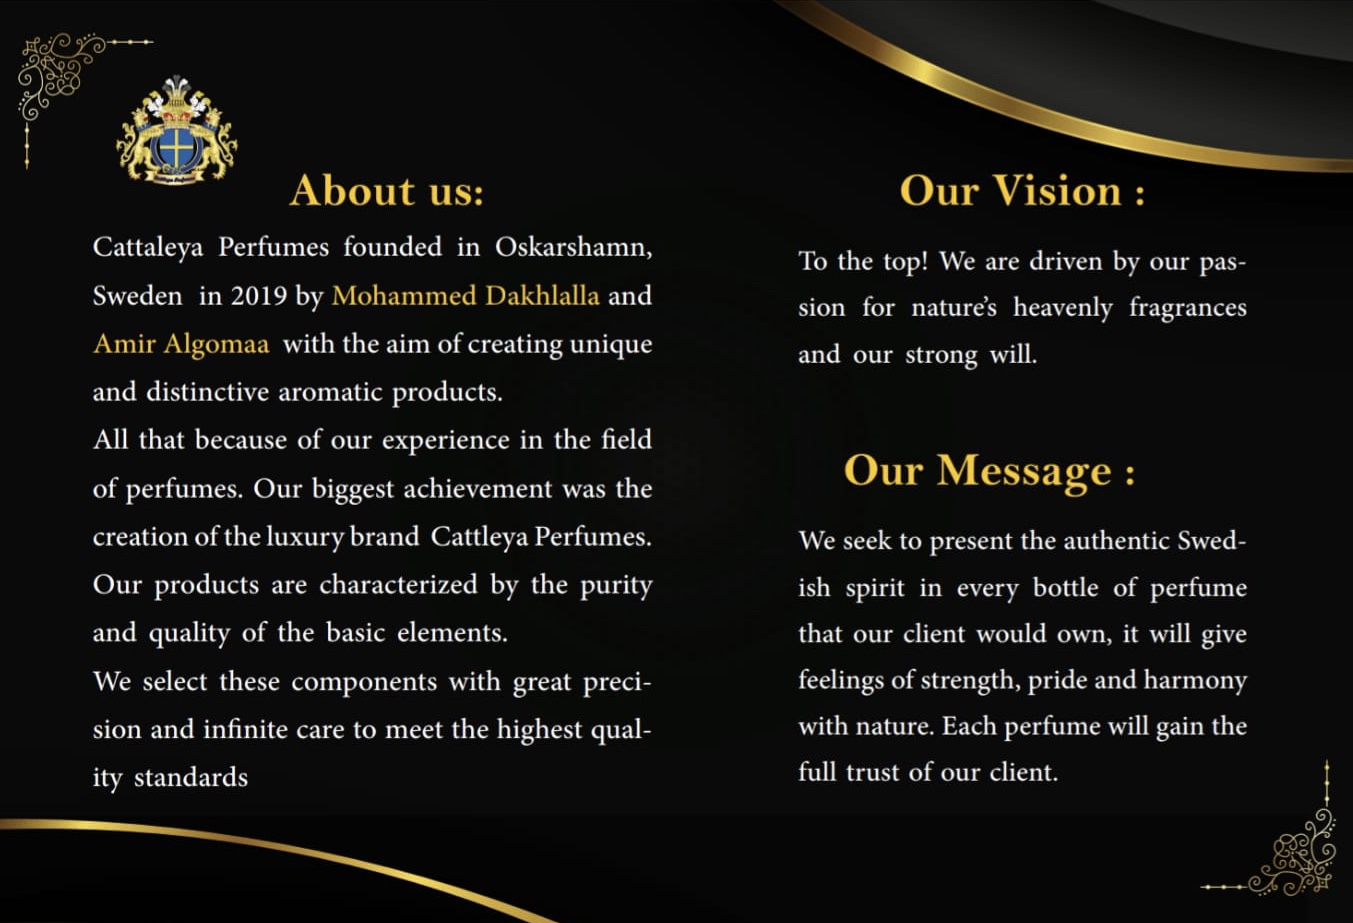 About us:
Cattaleya Perfumes founded in Oskarshamn,
Sweden in 2019 by Mohammed Dakhlalla and
Amir Algomaa with the aim of creating unique
and distinctive aromatic products.
All that because of our experience in the field
of perfumes. Our biggest achievement was the
creation of the luxury brand Cattleya Perfumes.
Our products are characterized by the purity
and quality of the basic elements.
We select these components with great preci-
sion and infinite care to meet the highest qual-
ity standards
Our Vision :
To the top! We are driven by our pas-
sion for nature’s heavenly fragrances
and our strong will.
Our Message :
We seek to present the authentic Swed-
ish spirit in every bottle of perfume
that our client would own, it will give
feelings of strength, pride and harmony
with nature. Each perfume will gain the
full trust of our client.